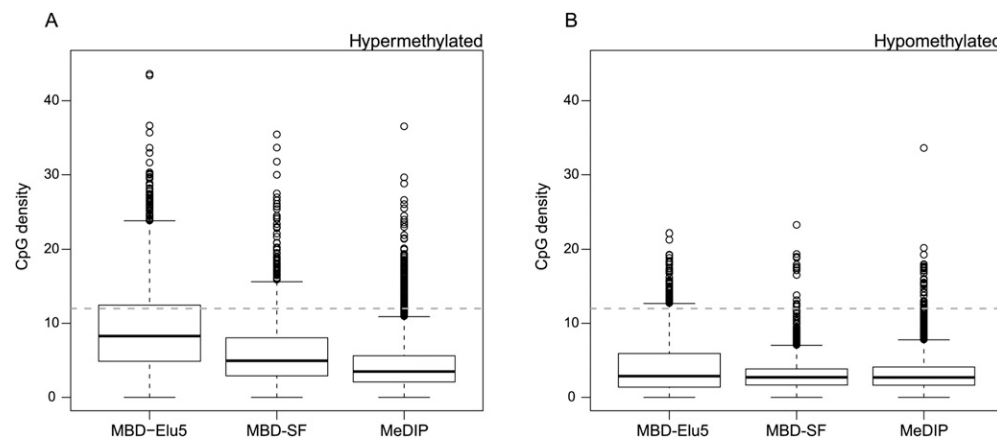 A
Hypermethylated
CpG density
40
30
20
10
0
MBD−Elu5 MBD-SF MeDIP
B
Hypomethylated
CpG density
40
30
20
10
0
MBD-Elu5 MBD-SF MeDIP